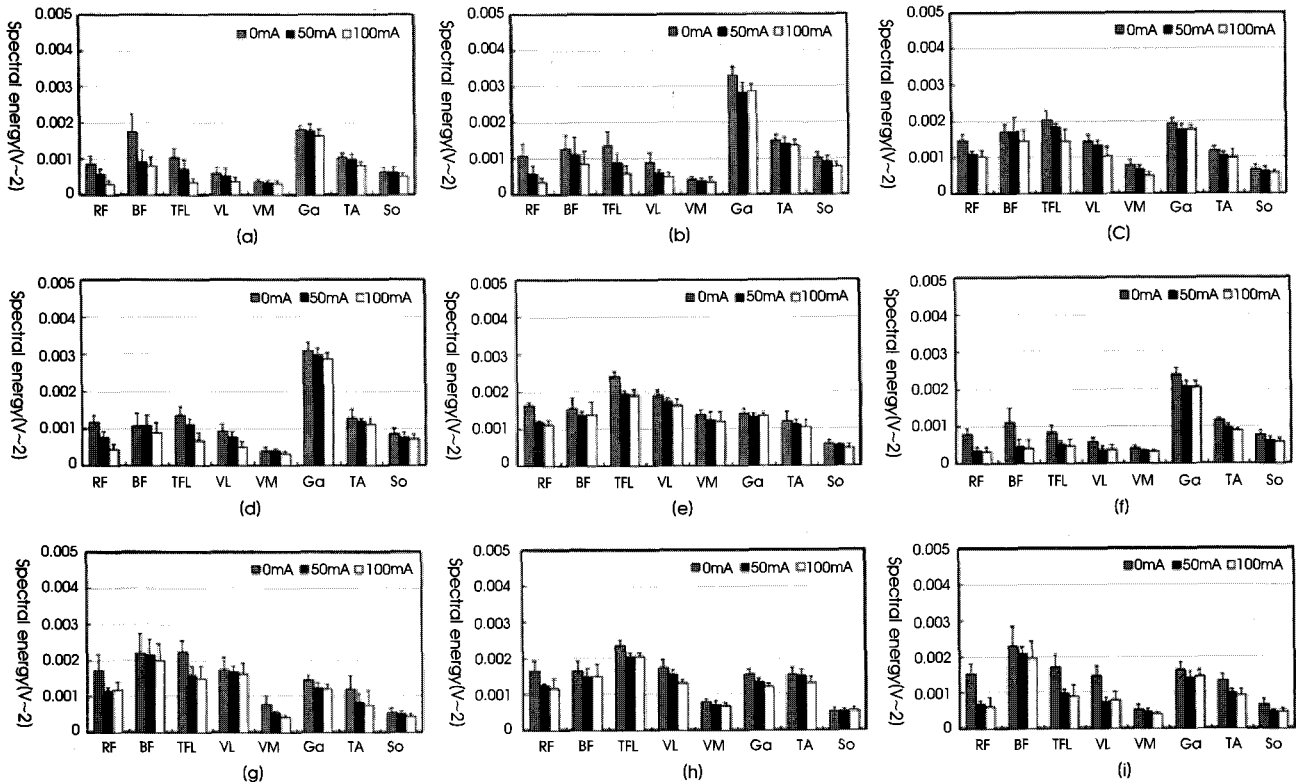 Spectral energy(V~2)
0.005
0.004
0.003
0.002
0.001
0
0mA 50mA 100mA
RF BF TFL VL VM Ga TA So
(a)
Spectral energy(V~2)
0.005
0.004
0.003
0.002
0.001
0
0mA 50mA 100mA
RF BF TFL VL VM Ga TA So
(b)
Spectral energy(V~2)
0.005
0.004
0.003
0.002
0.001
0
0mA 50mA 100mA
RF BF TFL VL VM Ga TA So
(C)
Spectral energy(V~2)
0.005
0.004
0.003
0.002
0.001
0
0mA 50mA 100mA
RF BF TFL VL VM Ga TA So
(d)
Spectral energy(V~2)
0.005
0.004
0.003
0.002
0.001
0
0mA 50mA 100mA
RF BF TFL VL VM Ga TA So
(e)
Spectral energy(V~2)
0.005
0.004
0.003
0.002
0.001
0
0mA 50mA 100mA
RF BF TFL VL VM Ga TA So
(f)
Spectral energy(V~2)
0.005
0.004
0.003
0.002
0.001
0
0mA 50mA 100mA
RF BF TFL VL VM Ga TA So
(g)
Spectral energy(V~2)
0.005
0.004
0.003
0.002
0.001
0
0mA 50mA 100mA
RF BF TFL VL VM Ga TA So
(h)
Spectral energy(V~2)
0.005
0.004
0.003
0.002
0.001
0
0mA 50mA 100mA
RF BF TFL VL VM Ga TA So
(i)